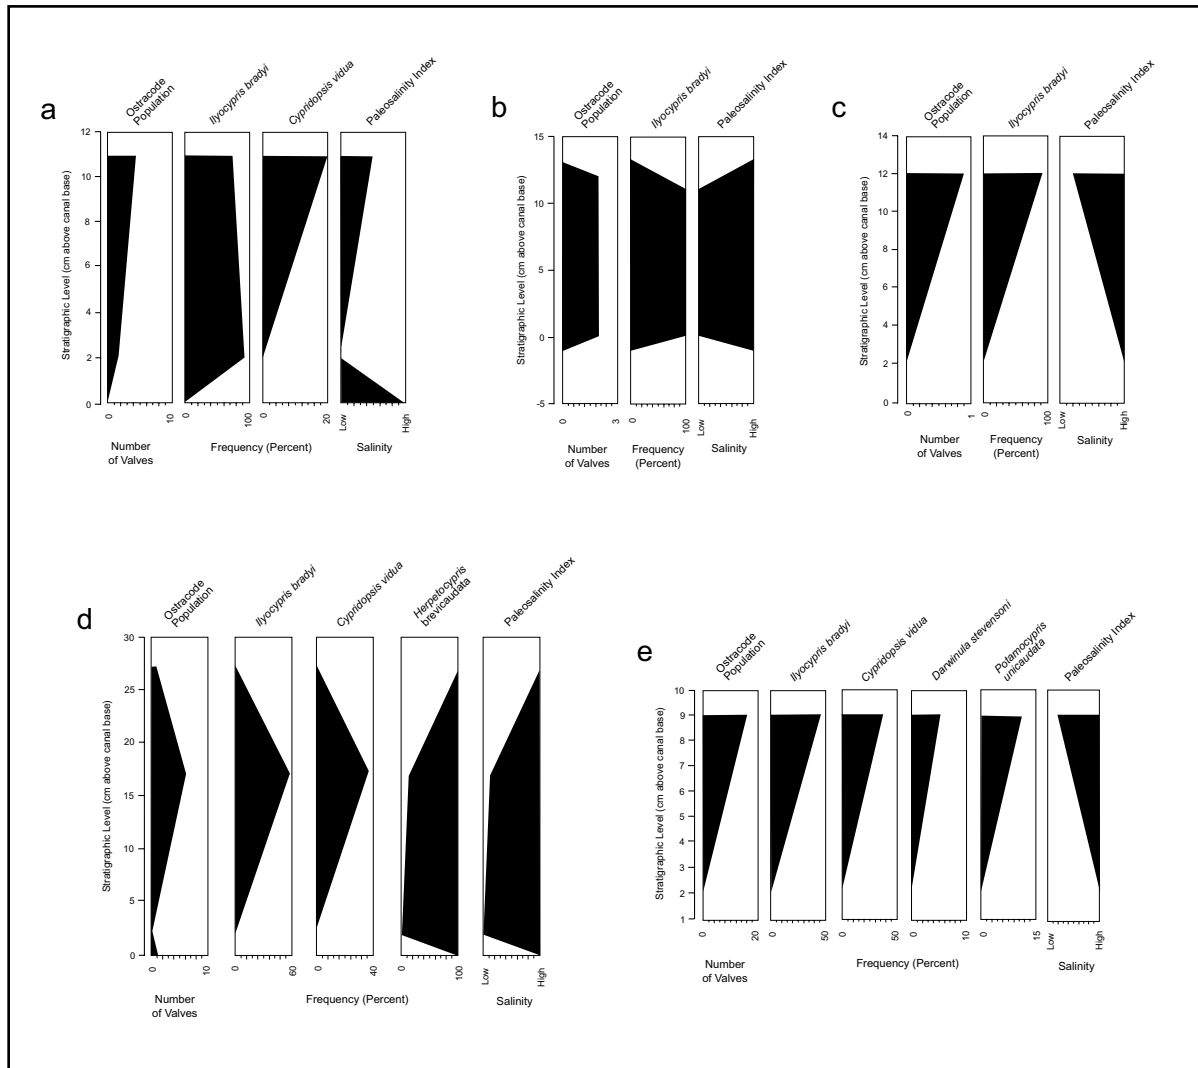 a
Ostracode
Population
Ilyocypris bradyi
Cypridopsis vidua
Paleosalinity Index
Stratigraphic Level (cm above canal base)
12
10
8
6
4
2
0
0
10
0
100
0
20
Low
High
Number
of Valves
Frequency (Percent)
Salinity
b
Ostracode
Population
Ilyocypris bradyi
Paleosalinity Index
Stratigraphic Level (cm above canal base)
15
10
5
0
-5
0
3
0
100
Low
High
Number
of Valves
Frequency
(Percent)
Salinity
c
Ostracode
Population
Ilyocypris bradyi
Paleosalinity Index
Stratigraphic Level (cm above canal base)
14
12
10
8
6
4
2
0
0
1
0
100
Low
High
Number
of Valves
Frequency
(Percent)
Salinity
d
Ostracode
Population
Ilyocypris bradyi
Cypridopsis vidua
Herpetocypris
brevicaudata
Paleosalinity Index
Stratigraphic Level (cm above canal base)
30
25
20
15
10
5
0
0
10
0
60
0
40
0
100
Low
High
Number
of Valves
Frequency (Percent)
Salinity
e
Ostracode
Population
Ilyocypris bradyi
Cypridopsis vidua
Darwinula stevensoni
Potamocypris
unicaudata
Paleosalinity Index
Stratigraphic Level (cm above canal base)
10
9
8
7
6
5
4
3
2
1
0
20
0
50
0
50
0
10
0
15
Low
High
Number
of Valves
Frequency (Percent)
Salinity